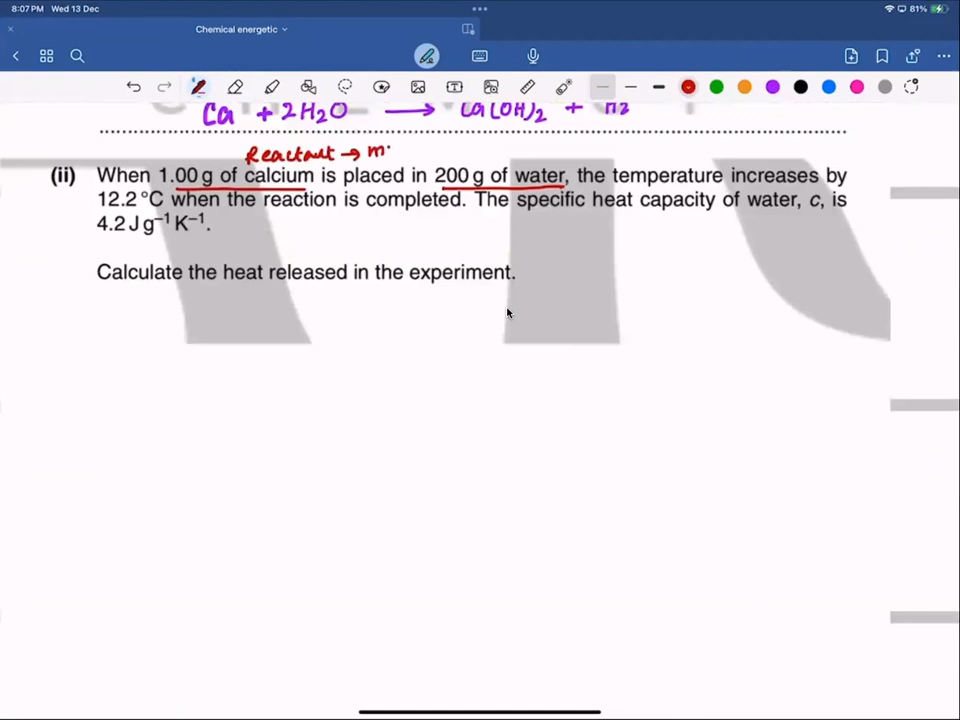 8:07 PM Wed 13 Dec
81%
Chemical energetic
Ca + 2H₂O → Ca(OH)₂ + H₂
Reactant → m
(ii) When 1.00 g of calcium is placed in 200 g of water, the temperature increases by
12.2 °C when the reaction is completed. The specific heat capacity of water, c, is
4.2 J g⁻¹ K⁻¹.
Calculate the heat released in the experiment.